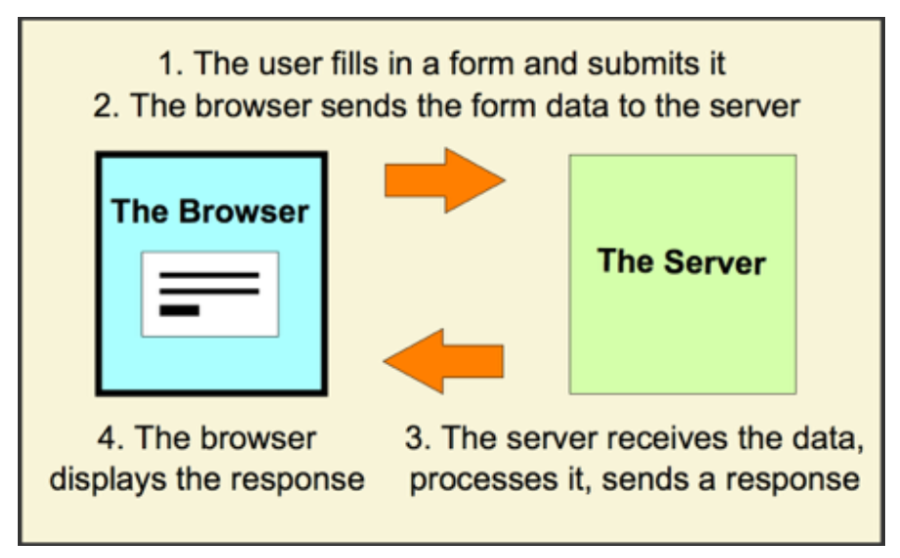 1. The user fills in a form and submits it
2. The browser sends the form data to the server
The Browser
The Server
4. The browser
displays the response
3. The server receives the data,
processes it, sends a response